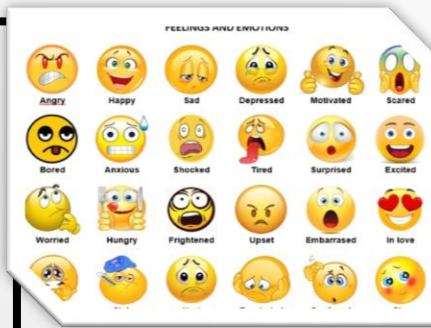 FEELINGS AND EMOTIONS
Angry Happy Sad Depressed Motivated Scared
Bored Anxious Shocked Tired Surprised Excited
Worried Hungry Frightened Upset Embarrased In love